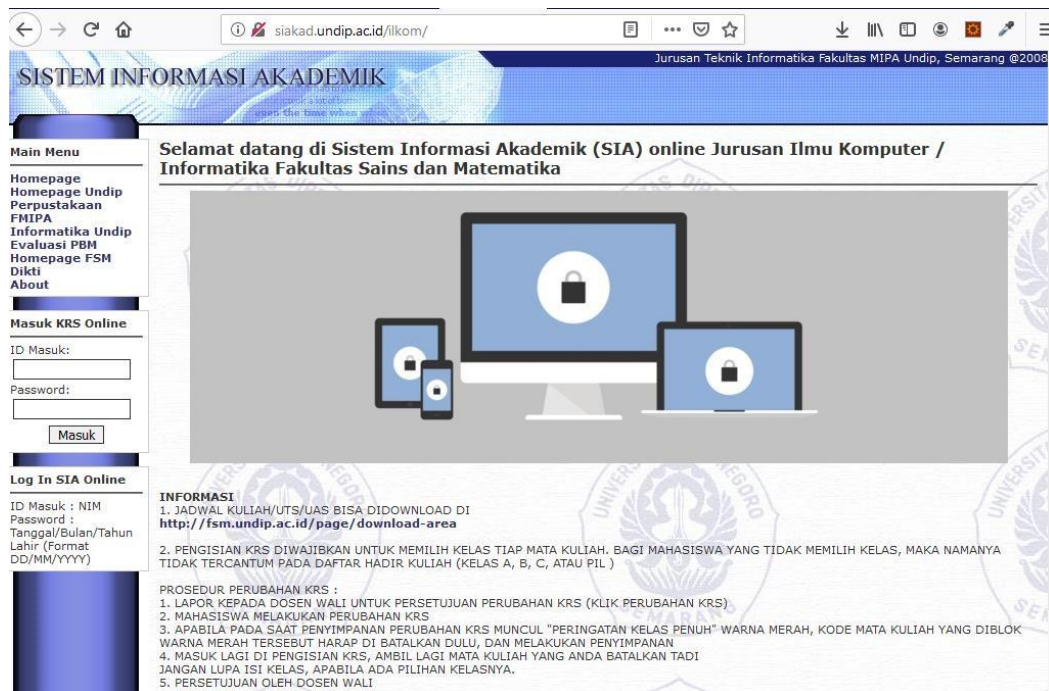 siakad.undip.ac.id/ilkom/
Jurusan Teknik Informatika Fakultas MIPA Undip, Semarang @2008
SISTEM INFORMASI AKADEMIK
even the time when
Main Menu
Homepage
Homepage Undip
Perpustakaan
FMIPA
Informatika Undip
Evaluasi PBM
Homepage FSM
Dikti
About
Masuk KRS Online
ID Masuk:
Password:
Masuk
Log In SIA Online
ID Masuk : NIM
Password :
Tanggal/Bulan/Tahun
Lahir (Format
DD/MM/YYYY)
Selamat datang di Sistem Informasi Akademik (SIA) online Jurusan Ilmu Komputer /
Informatika Fakultas Sains dan Matematika
INFORMASI
1. JADWAL KULIAH/UTS/UAS BISA DIDOWNLOAD DI
http://fsm.undip.ac.id/page/download-area
2. PENGISIAN KRS DIWAJIBKAN UNTUK MEMILIH KELAS TIAP MATA KULIAH. BAGI MAHASISWA YANG TIDAK MEMILIH KELAS, MAKA NAMANYA
TIDAK TERCANTUM PADA DAFTAR HADIR KULIAH (KELAS A, B, C, ATAU PIL )
PROSEDUR PERUBAHAN KRS :
1. LAPOR KEPADA DOSEN WALI UNTUK PERSETUJUAN PERUBAHAN KRS (KLIK PERUBAHAN KRS)
2. MAHASISWA MELAKUKAN PERUBAHAN KRS
3. APABILA PADA SAAT PENYIMPANAN PERUBAHAN KRS MUNCUL "PERINGATAN KELAS PENUH" WARNA MERAH, KODE MATA KULIAH YANG DIBLOK
WARNA MERAH TERSEBUT HARAP DI BATALKAN DULU, DAN MELAKUKAN PENYIMPANAN
4. MASUK LAGI DI PENGISIAN KRS, AMBIL LAGI MATA KULIAH YANG ANDA BATALKAN TADI
JANGAN LUPA ISI KELAS, APABILA ADA PILIHAN KELASNYA.
5. PERSETUJUAN OLEH DOSEN WALI